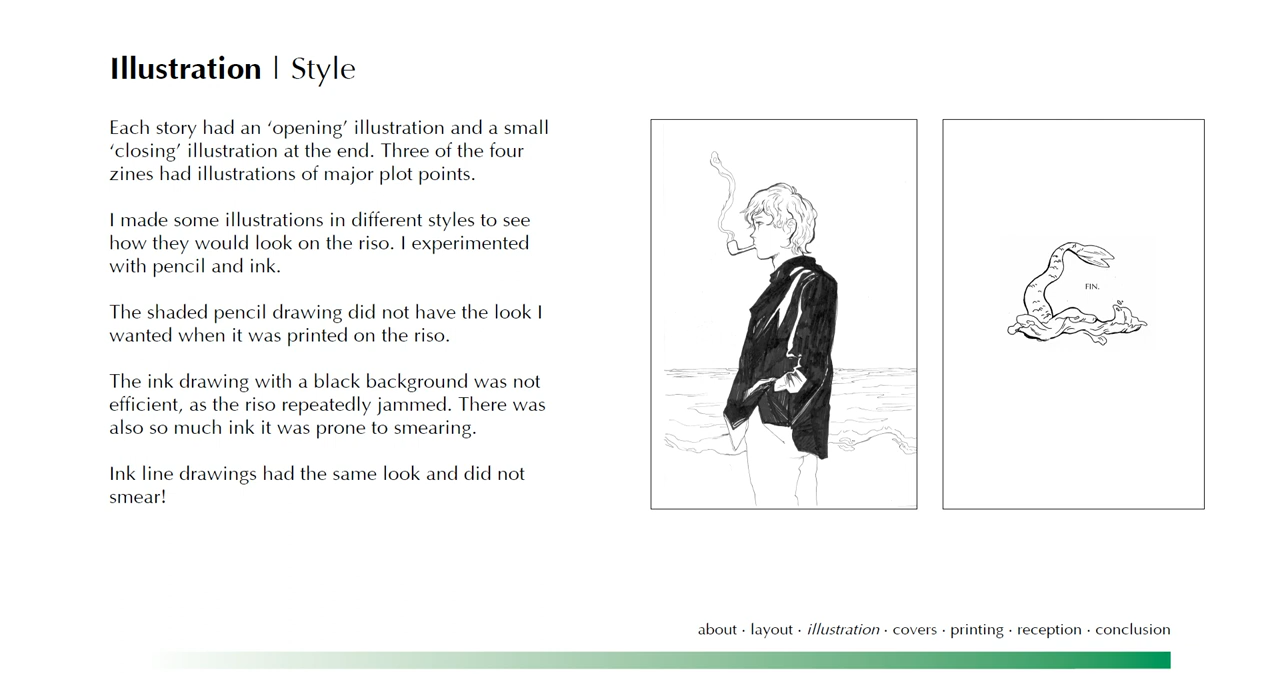 Illustration | Style
Each story had an ‘opening’ illustration and a small
‘closing’ illustration at the end. Three of the four
zines had illustrations of major plot points.
I made some illustrations in different styles to see
how they would look on the riso. I experimented
with pencil and ink.
The shaded pencil drawing did not have the look I
wanted when it was printed on the riso.
The ink drawing with a black background was not
efficient, as the riso repeatedly jammed. There was
also so much ink it was prone to smearing.
Ink line drawings had the same look and did not
smear!
FIN.
about · layout · illustration · covers · printing · reception · conclusion